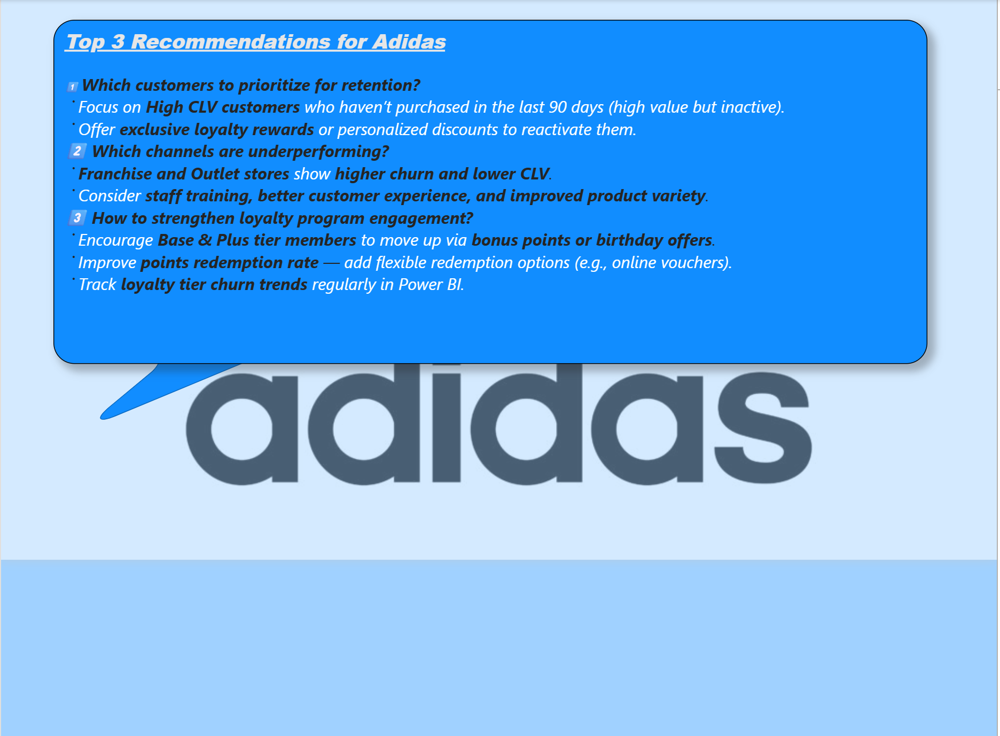 Top 3 Recommendations for Adidas
1️⃣ Which customers to prioritize for retention?
· Focus on High CLV customers who haven’t purchased in the last 90 days (high value but inactive).
· Offer exclusive loyalty rewards or personalized discounts to reactivate them.
2️⃣ Which channels are underperforming?
· Franchise and Outlet stores show higher churn and lower CLV.
· Consider staff training, better customer experience, and improved product variety.
3️⃣ How to strengthen loyalty program engagement?
· Encourage Base & Plus tier members to move up via bonus points or birthday offers.
· Improve points redemption rate — add flexible redemption options (e.g., online vouchers).
· Track loyalty tier churn trends regularly in Power BI.
adidas